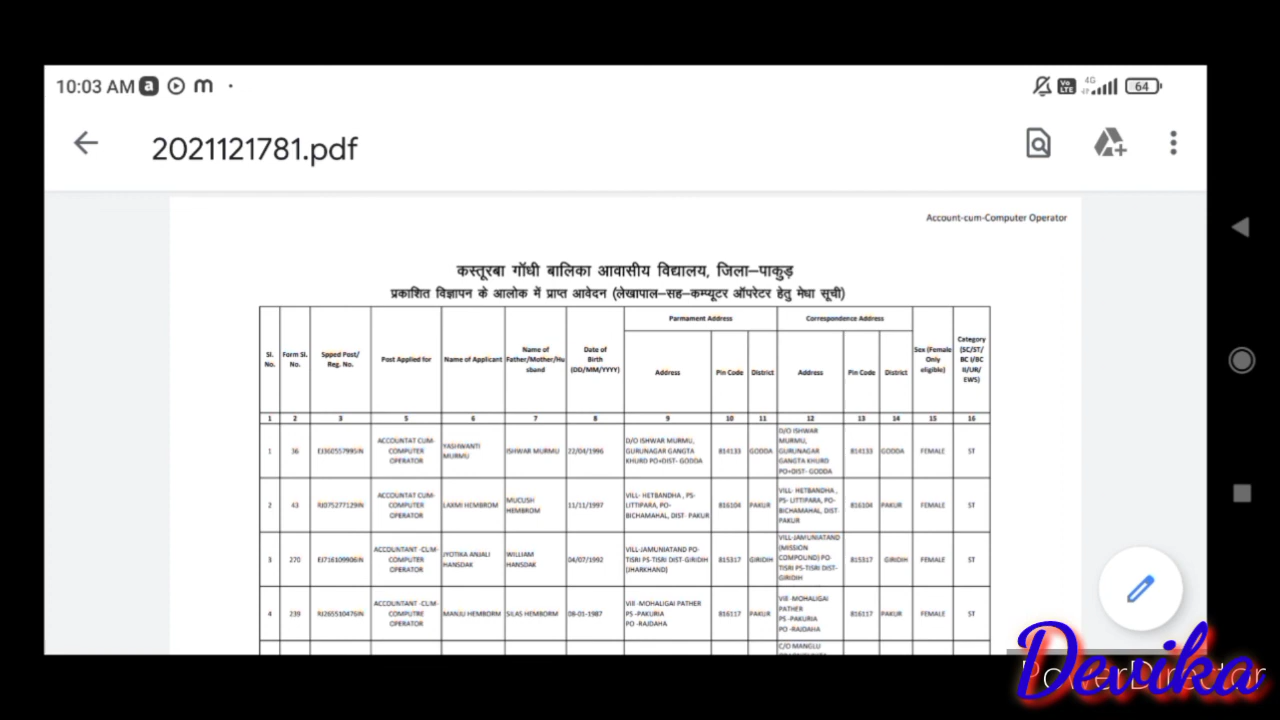 10:03 AM
4G
VoLTE
64
2021121781.pdf
Account-cum-Computer Operator
कस्तूरबा गाँधी बालिका आवासीय विद्यालय, जिला–पाकुड़
प्रकाशित विज्ञापन के आलोक में प्राप्त आवेदन (लेखापाल–सह–कम्प्यूटर ऑपरेटर हेतु मेधा सूची)
Parmament Address Correspondence Address
Sl. No. Form Sl. No. Spped Post/ Reg. No. Post Applied for Name of Applicant Name of Father/Mother/Husband Date of Birth (DD/MM/YYYY) Address Pin Code District Address Pin Code District Sex (Female Only eligible) Category (SC/ST/ BC I/BC II/UR/ EWS)
1 2 3 5 6 7 8 9 10 11 12 13 14 15 16
1 36 EJ360557995IN ACCOUNTAT CUM- COMPUTER OPERATOR YASHWANTI MURMU ISHWAR MURMU 22/04/1996 D/O ISHWAR MURMU, GURUNAGAR GANGTA KHURD PO+DIST- GODDA 814133 GODDA D/O ISHWAR MURMU, GURUNAGAR GANGTA KHURD PO+DIST- GODDA 814133 GODDA FEMALE ST
2 43 RJ075277129IN ACCOUNTAT CUM- COMPUTER OPERATOR LAXMI HEMBROM MUCUSH HEMBROM 11/11/1997 VILL- HETBANDHA , PS- LITTIPARA, PO- BICHAMAHAL, DIST- PAKUR 816104 PAKUR VILL- HETBANDHA , PS- LITTIPARA, PO- BICHAMAHAL, DIST- PAKUR 816104 PAKUR FEMALE ST
3 270 EJ716109906IN ACCOUNTANT -CUM- COMPUTER OPERATOR JYOTIKA ANJALI HANSDAK WILLIAM HANSDAK 04/07/1992 VILL-JAMUNIATAND PO- TISRI PS-TISRI DIST-GIRIDIH (JHARKHAND) 815317 GIRIDIH VILL-JAMUNIATAND (MISSION COMPOUND) PO- TISRI PS-TISRI DIST- GIRIDIH 815317 GIRIDIH FEMALE ST
4 239 RJ265510476IN ACCOUNTANT -CUM- COMPUTRE OPERATOR MANJU HEMBORM SILAS HEMBORM 08-01-1987 Vill -MOHALIGAI PATHER PS -PAKURIA PO -RAJDAHA 816117 PAKUR Vill -MOHALIGAI PATHER PS -PAKURIA PO -RAJDAHA 816117 PAKUR FEMALE ST
C/O MANGLU
PowerDirector
Devika